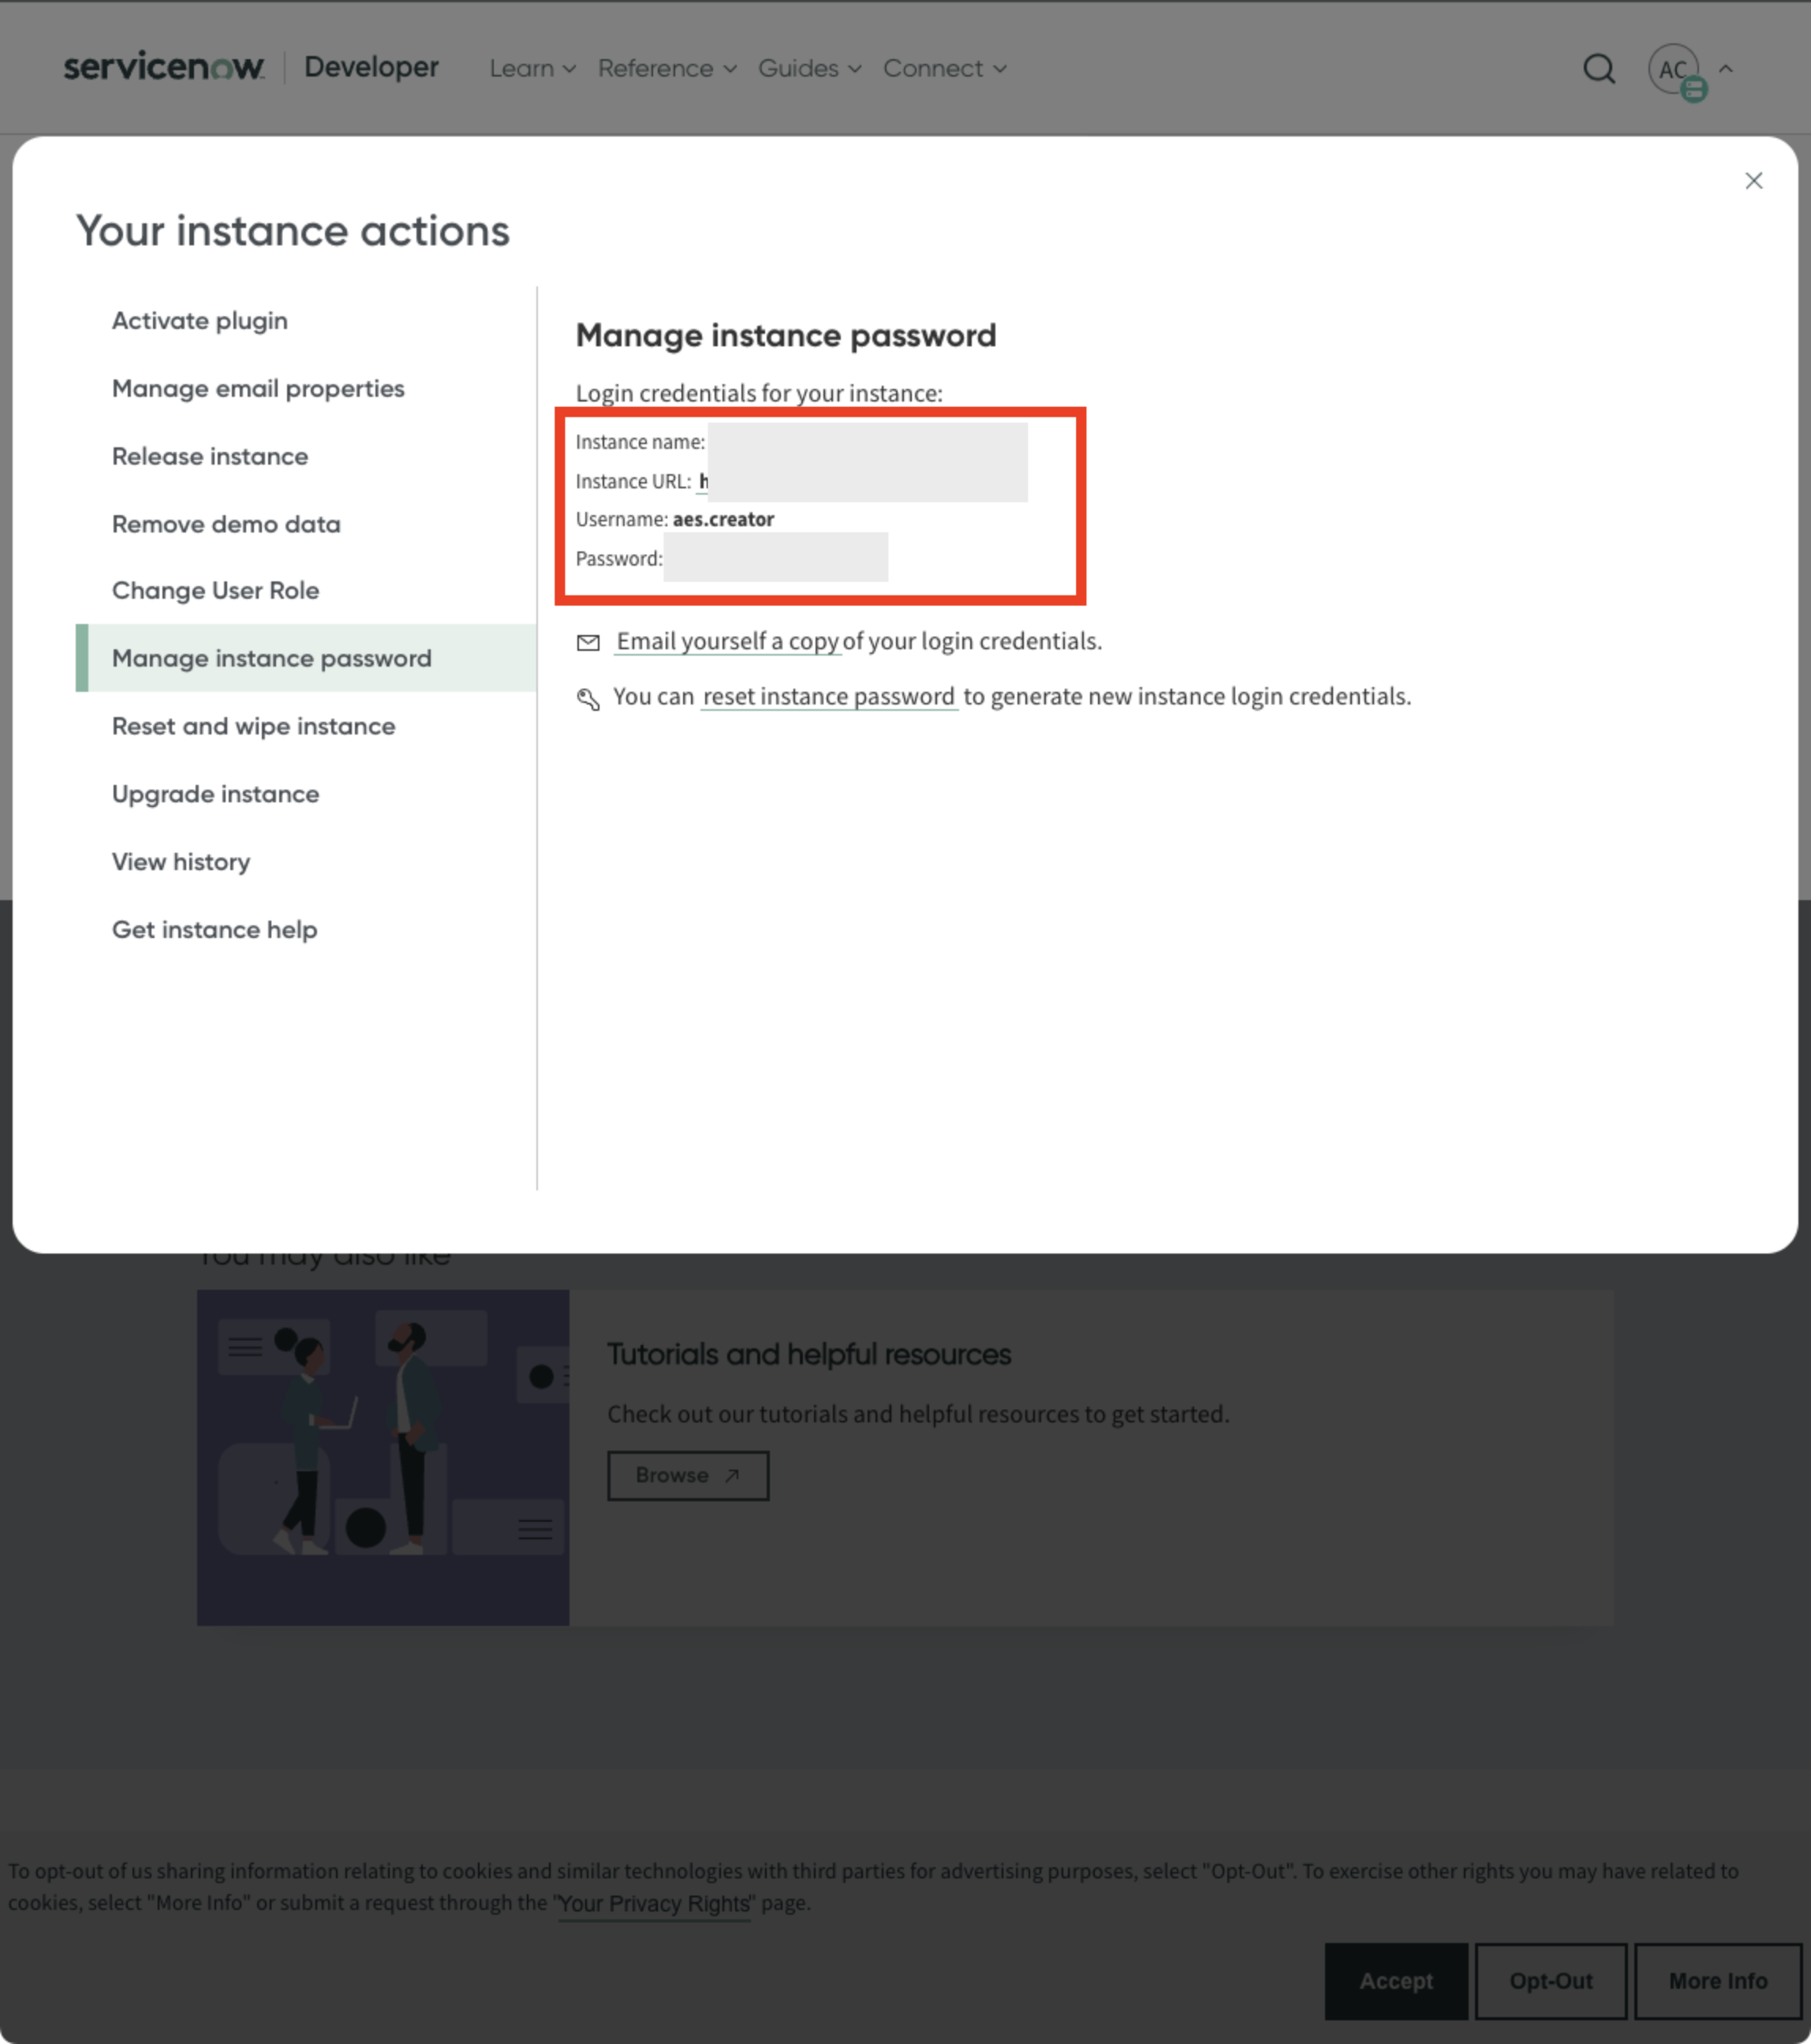 servicenow Developer Learn Reference Guides Connect AC
Your instance actions
Activate plugin
Manage email properties
Release instance
Remove demo data
Change User Role
Manage instance password
Reset and wipe instance
Upgrade instance
View history
Get instance help
Manage instance password
Login credentials for your instance:
Instance name:
Instance URL: h
Username: aes.creator
Password:
Email yourself a copy of your login credentials.
You can reset instance password to generate new instance login credentials.
You may also like
Tutorials and helpful resources
Check out our tutorials and helpful resources to get started.
Browse
To opt-out of us sharing information relating to cookies and similar technologies with third parties for advertising purposes, select "Opt-Out". To exercise other rights you may have related to
cookies, select "More Info" or submit a request through the "Your Privacy Rights" page.
Accept Opt-Out More Info